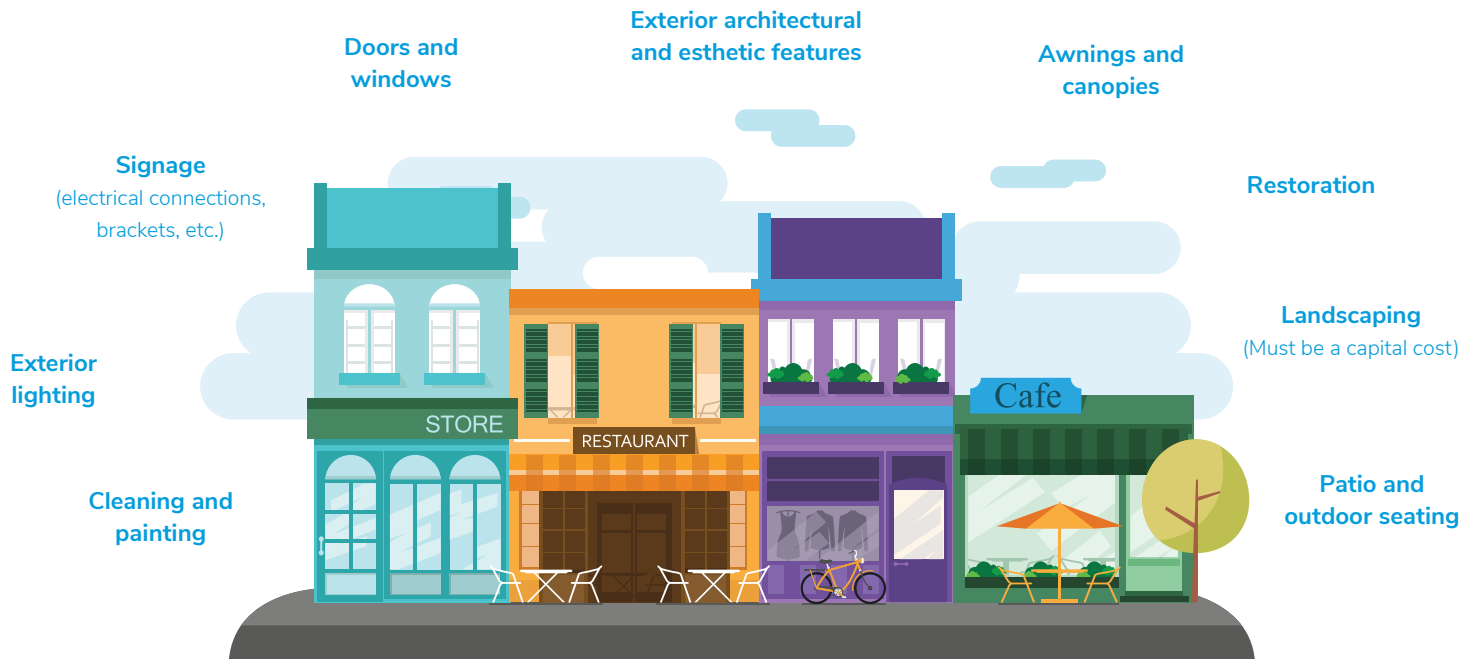 Exterior architectural
and esthetic features
Doors and
windows
Awnings and
canopies
Signage
(electrical connections,
brackets, etc.)
Restoration
Landscaping
(Must be a capital cost)
Exterior
lighting
Cafe
STORE
RESTAURANT
Cleaning and
painting
Patio and
outdoor seating